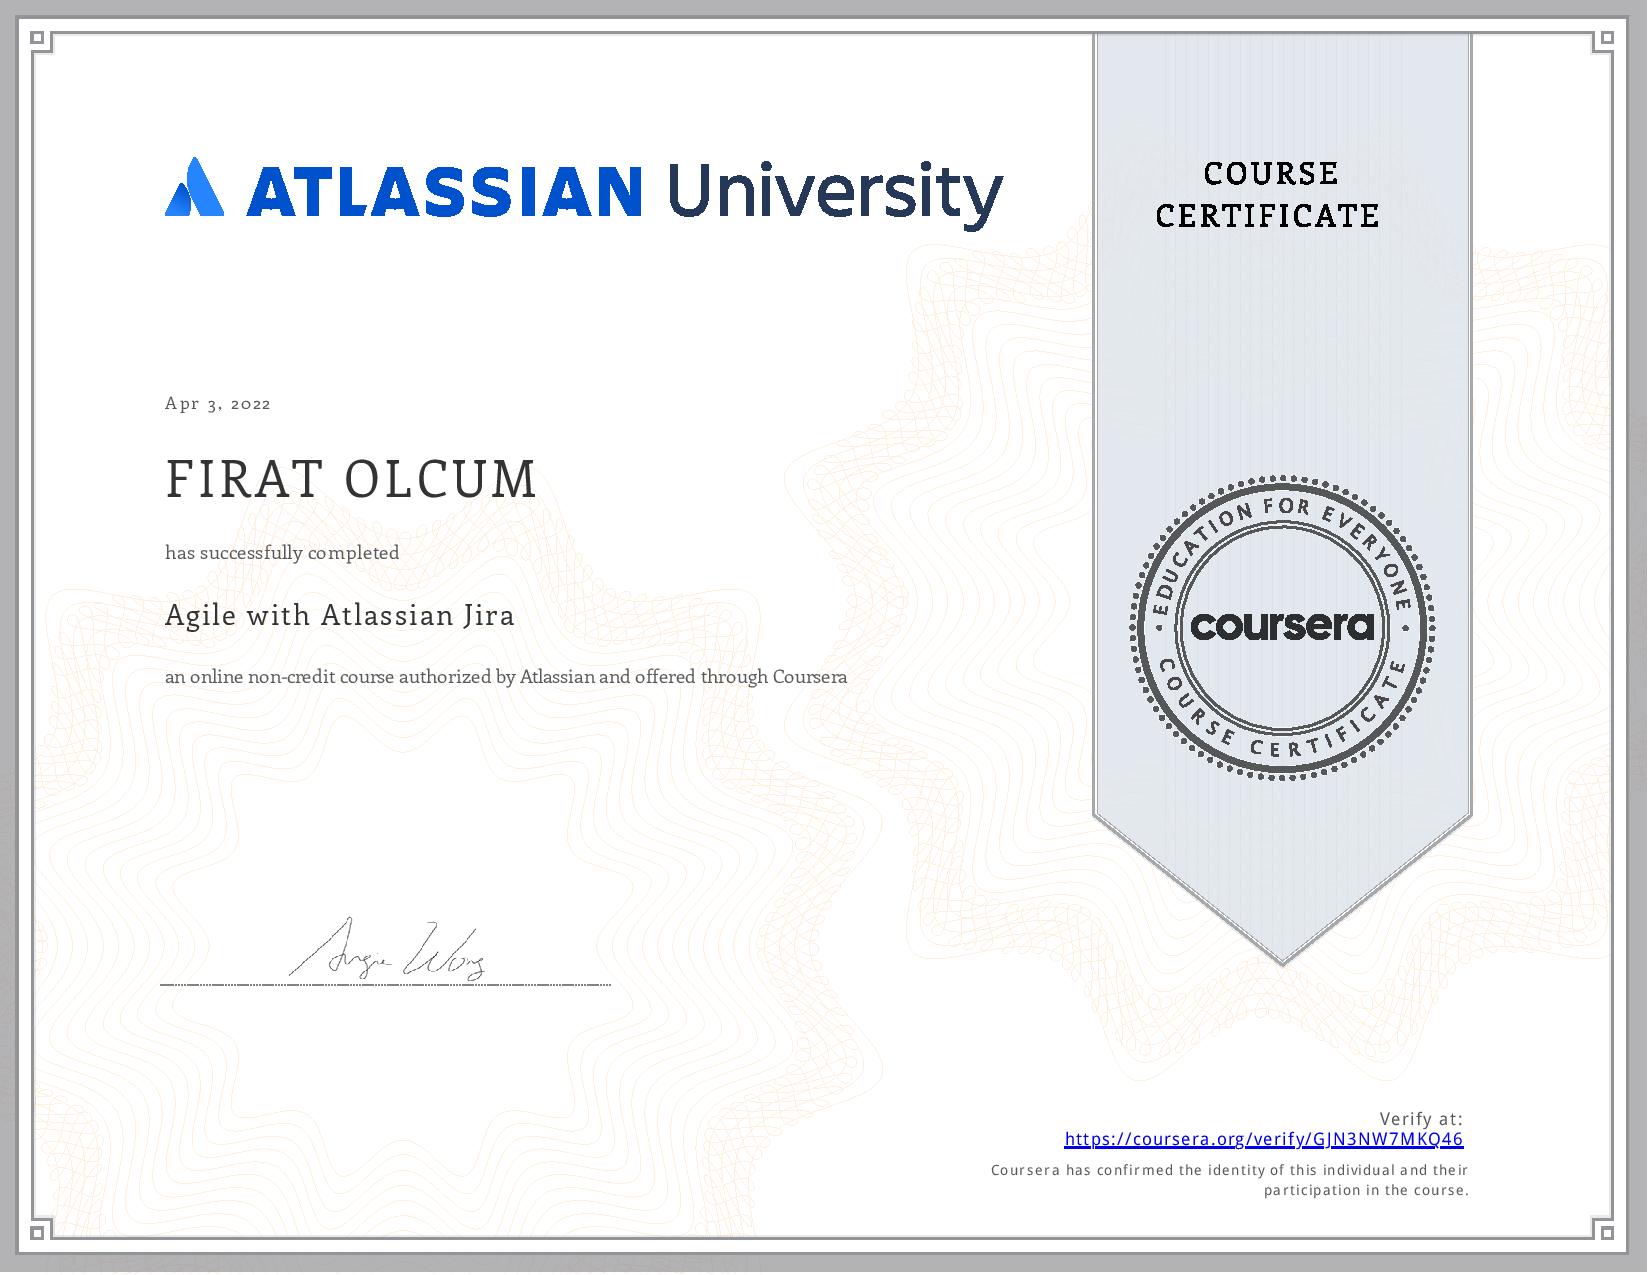 ATLASSIAN University
COURSE
CERTIFICATE
Apr 3, 2022
FIRAT OLCUM
has successfully completed
Agile with Atlassian Jira
an online non-credit course authorized by Atlassian and offered through Coursera
EDUCATION FOR EVERYONE
coursera
COURSE CERTIFICATE
Angie Wong
Verify at:
https://coursera.org/verify/GJN3NW7MKQ46
Coursera has confirmed the identity of this individual and their
participation in the course.